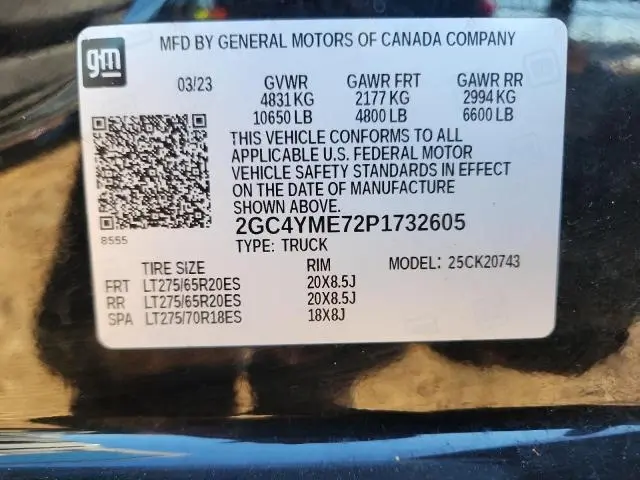 gm
MFD BY GENERAL MOTORS OF CANADA COMPANY
03/23 GVWR GAWR FRT GAWR RR
4831 KG 2177 KG 2994 KG
10650 LB 4800 LB 6600 LB
THIS VEHICLE CONFORMS TO ALL
APPLICABLE U.S. FEDERAL MOTOR
VEHICLE SAFETY STANDARDS IN EFFECT
ON THE DATE OF MANUFACTURE
SHOWN ABOVE.
8555
2GC4YME72P1732605
TYPE: TRUCK
TIRE SIZE RIM MODEL: 25CK20743
FRT LT275/65R20ES 20X8.5J
RR LT275/65R20ES 20X8.5J
SPA LT275/70R18ES 18X8J